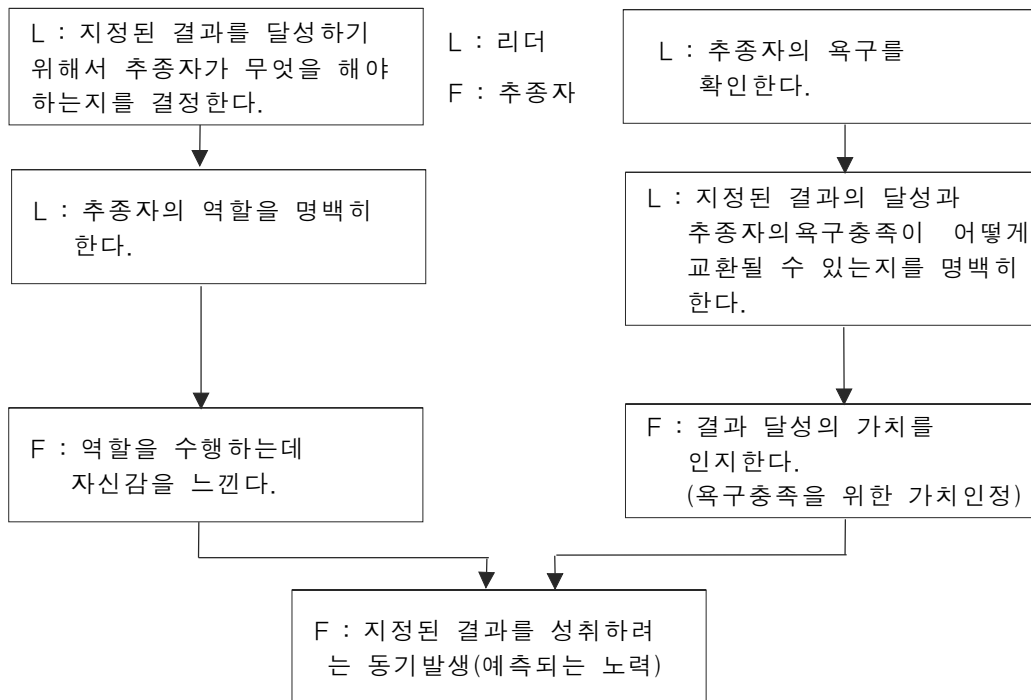 L : 지정된 결과를 달성하기
위해서 추종자가 무엇을 해야
하는지를 결정한다.
L : 리더
F : 추종자
L : 추종자의 욕구를
확인한다.
L : 추종자의 역할을 명백히
한다.
L : 지정된 결과의 달성과
추종자의욕구충족이 어떻게
교환될 수 있는지를 명백히
한다.
F : 역할을 수행하는데
자신감을 느낀다.
F : 결과 달성의 가치를
인지한다.
(욕구충족을 위한 가치인정)
F : 지정된 결과를 성취하려
는 동기발생(예측되는 노력)